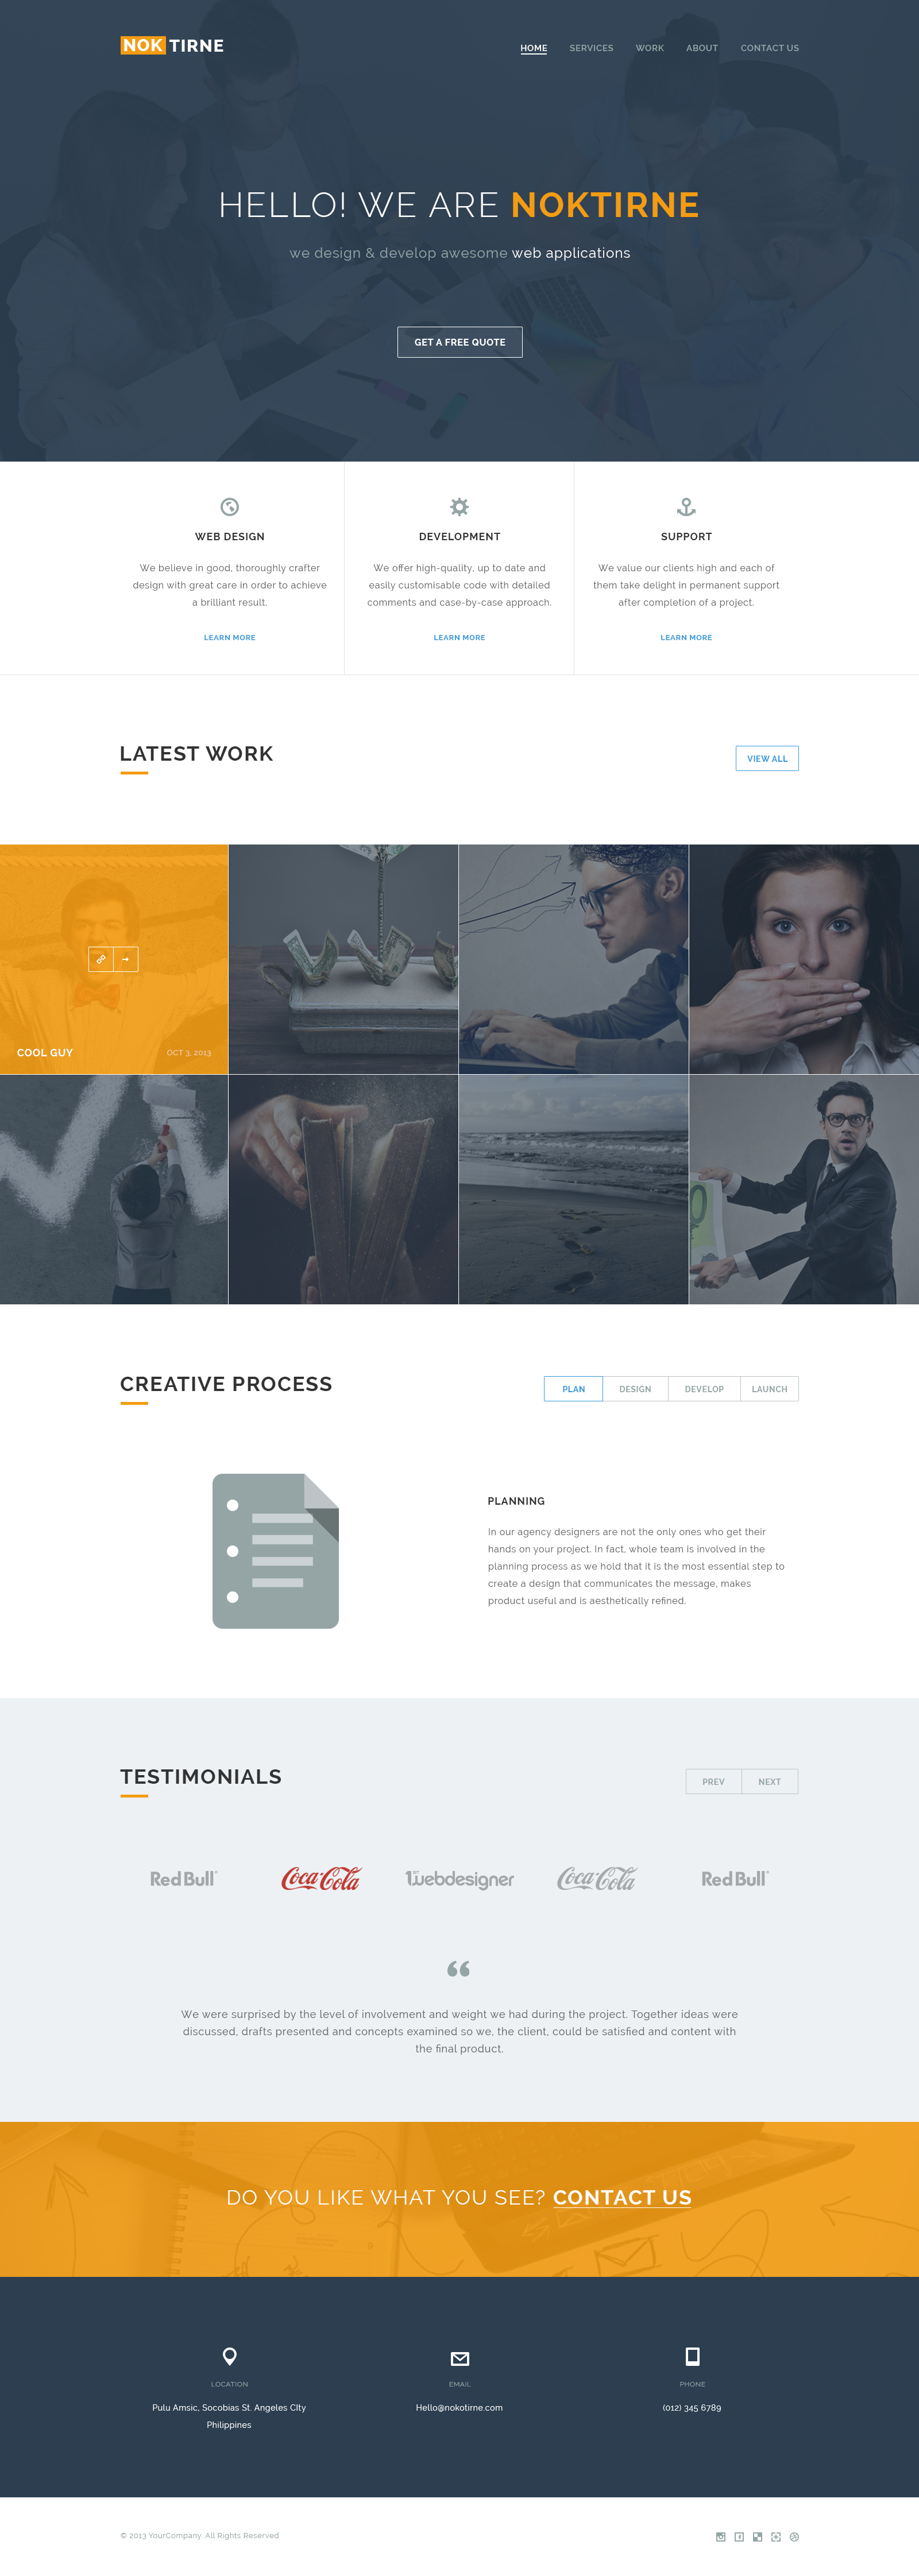 NOK TIRNE
HOME SERVICES WORK ABOUT CONTACT US
HELLO! WE ARE NOKTIRNE
we design & develop awesome web applications
GET A FREE QUOTE
WEB DESIGN
We believe in good, thoroughly crafter
design with great care in order to achieve
a brilliant result.
LEARN MORE
DEVELOPMENT
We offer high-quality, up to date and
easily customisable code with detailed
comments and case-by-case approach.
LEARN MORE
SUPPORT
We value our clients high and each of
them take delight in permanent support
after completion of a project.
LEARN MORE
LATEST WORK
VIEW ALL
COOL GUY
OCT 3, 2013
CREATIVE PROCESS
PLAN DESIGN DEVELOP LAUNCH
PLANNING
In our agency designers are not the only ones who get their
hands on your project. In fact, whole team is involved in the
planning process as we hold that it is the most essential step to
create a design that communicates the message, makes
product useful and is aesthetically refined.
TESTIMONIALS
PREV NEXT
Red Bull Coca-Cola 1stwebdesigner Coca-Cola Red Bull
We were surprised by the level of involvement and weight we had during the project. Together ideas were
discussed, drafts presented and concepts examined so we, the client, could be satisfied and content with
the final product.
DO YOU LIKE WHAT YOU SEE? CONTACT US
LOCATION
Pulu Amsic, Socobias St. Angeles CIty
Philippines
EMAIL
Hello@nokotirne.com
PHONE
(012) 345 6789
© 2013 YourCompany. All Rights Reserved